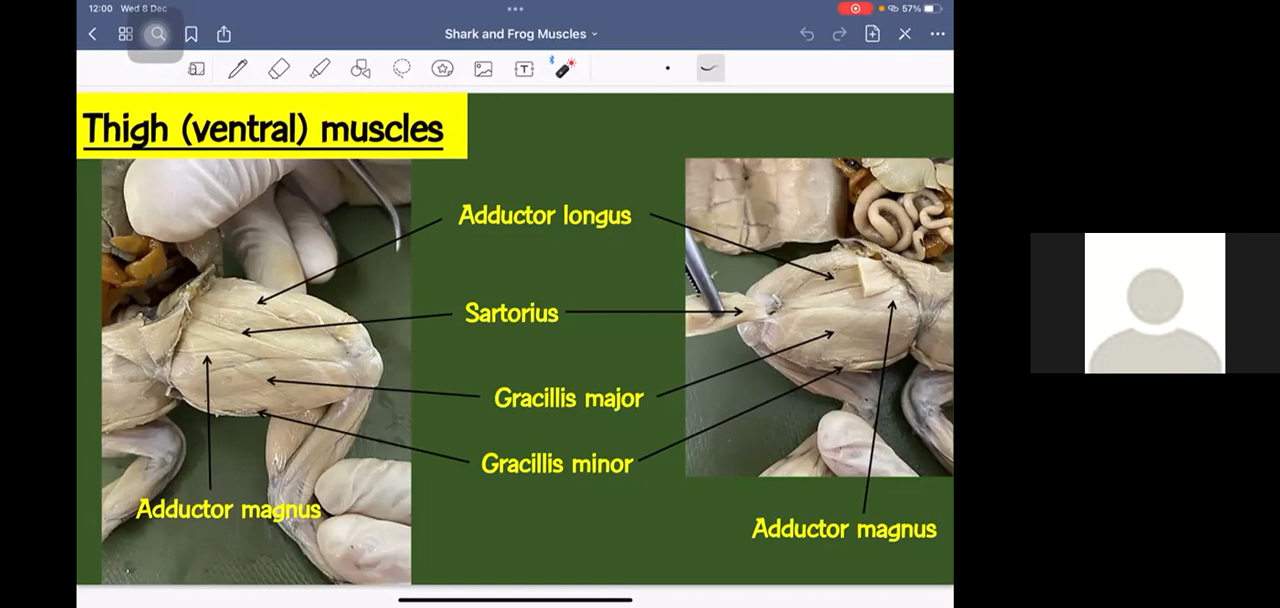 12:00 Wed 8 Dec
57%
Shark and Frog Muscles
T
Thigh (ventral) muscles
Adductor longus
Sartorius
Gracillis major
Gracillis minor
Adductor magnus
Adductor magnus